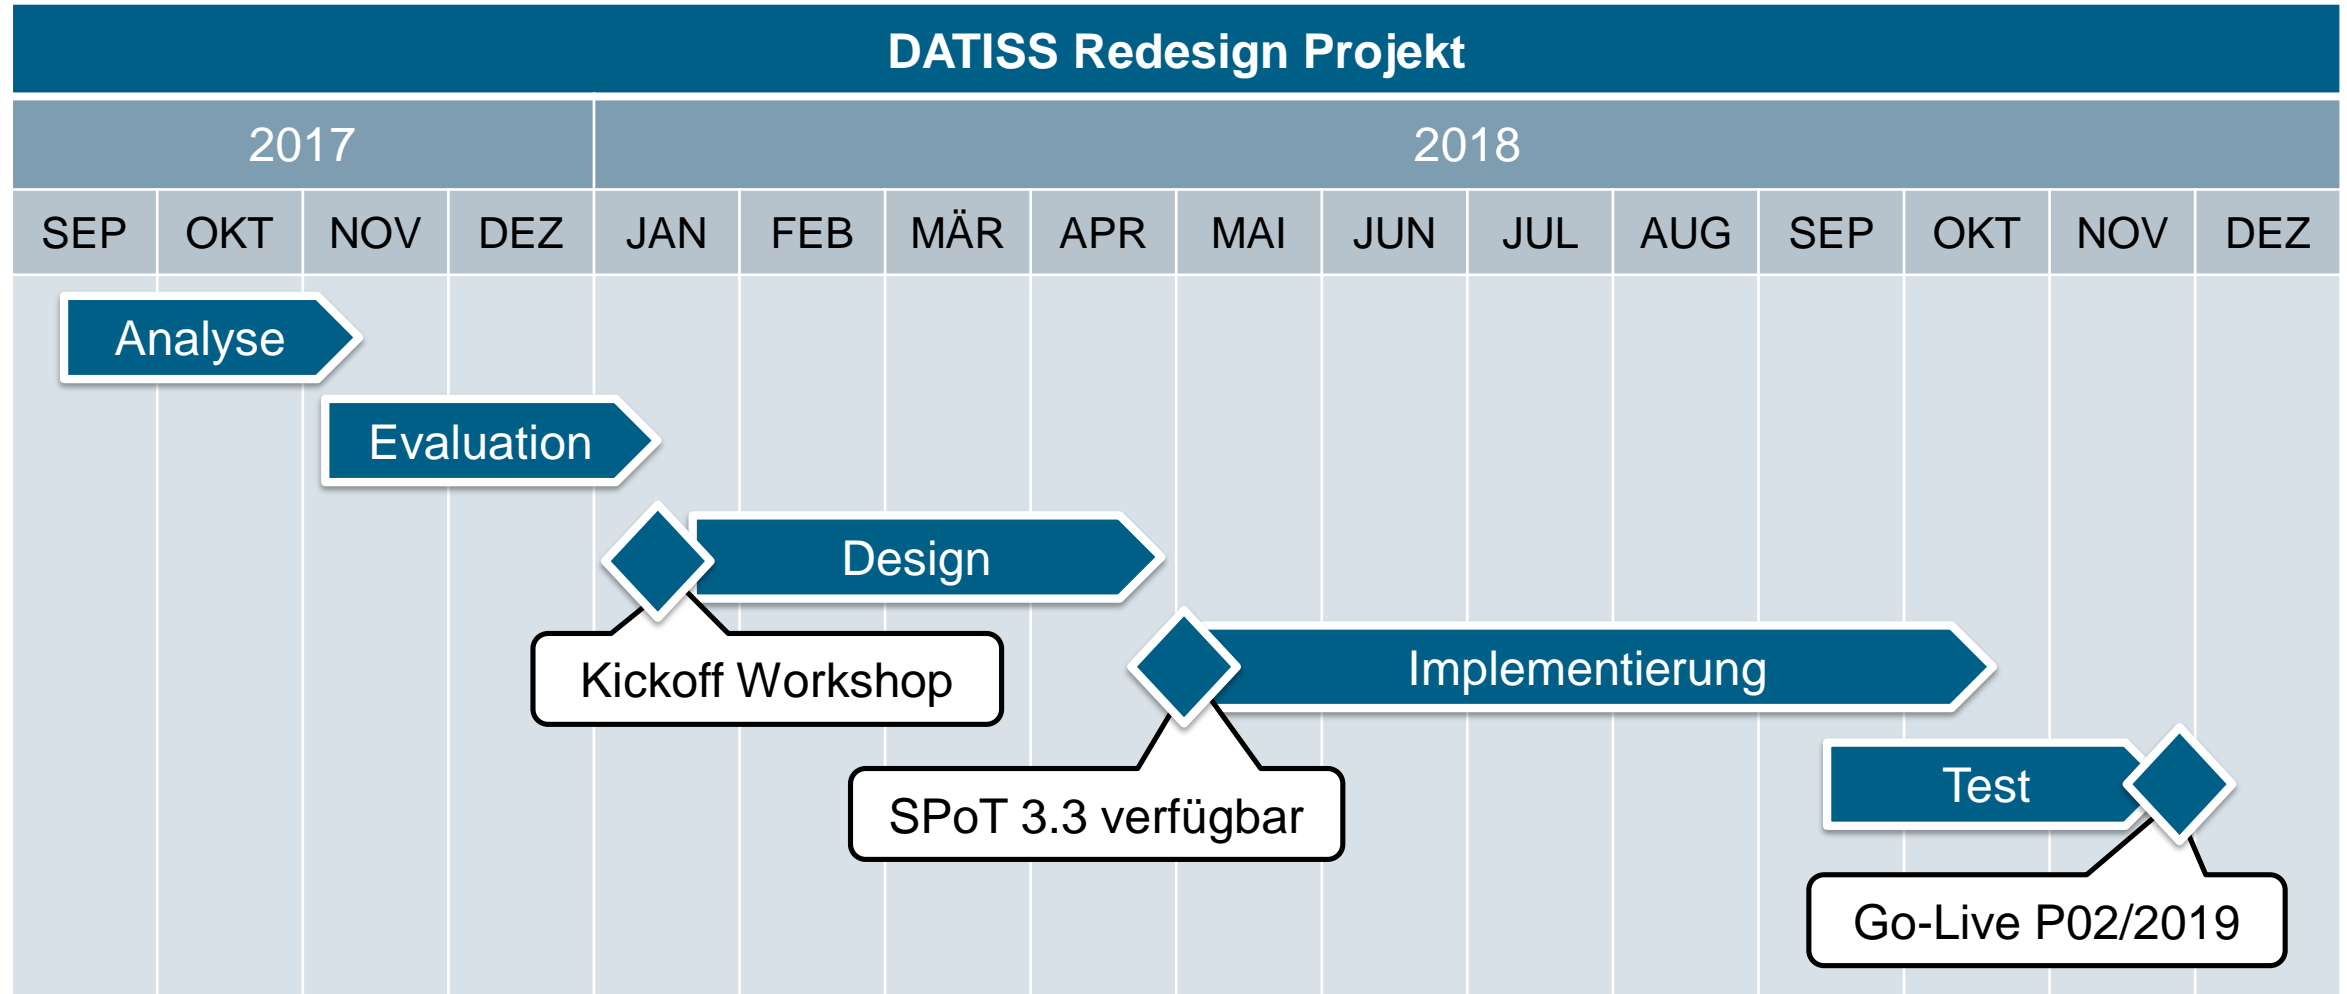 DATISS Redesign Projekt
2017 2018
SEP OKT NOV DEZ JAN FEB MÄR APR MAI JUN JUL AUG SEP OKT NOV DEZ
Analyse
Evaluation
Design
Kickoff Workshop
Implementierung
SPoT 3.3 verfügbar
Test
Go-Live P02/2019